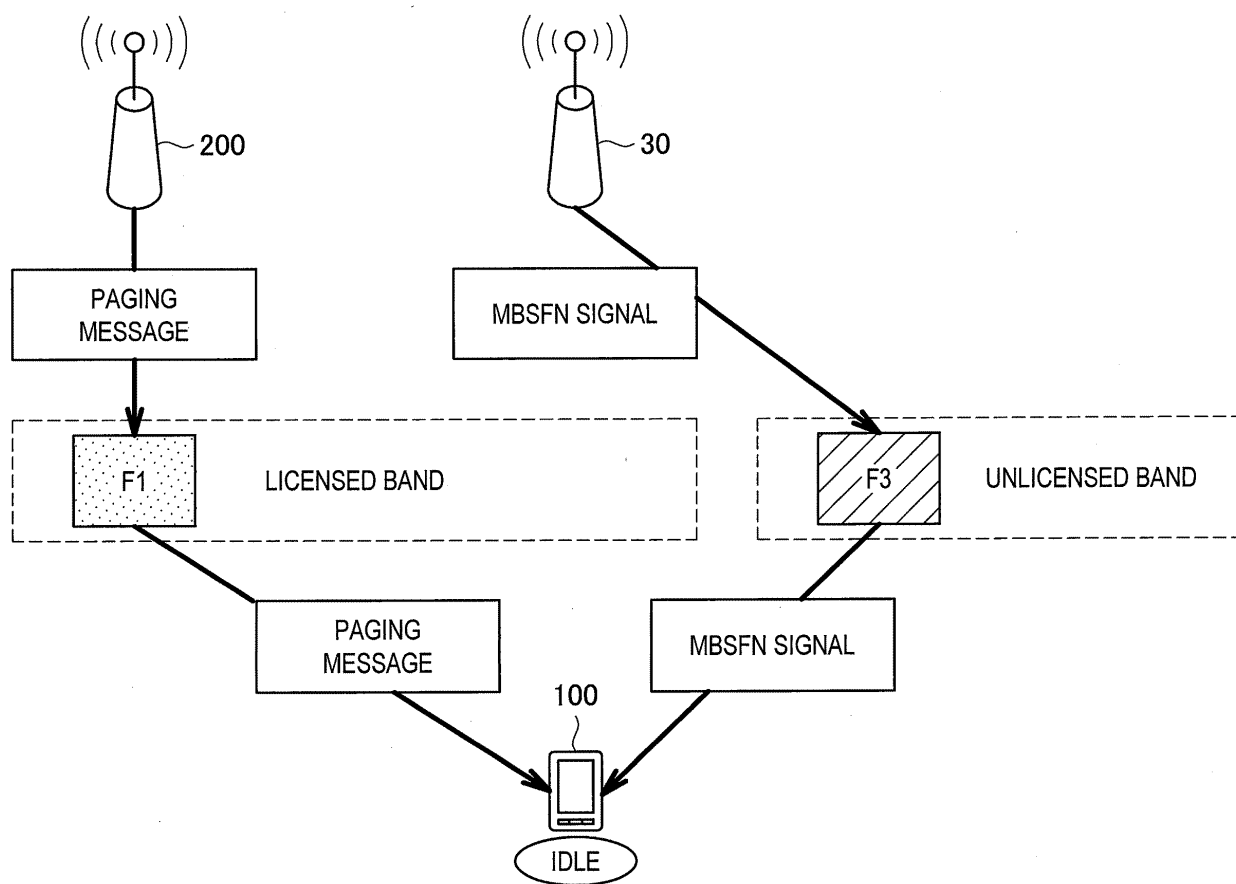 200
30
PAGING
MESSAGE
MBSFN SIGNAL
F1
LICENSED BAND
F3
UNLICENSED BAND
PAGING
MESSAGE
MBSFN SIGNAL
100
IDLE